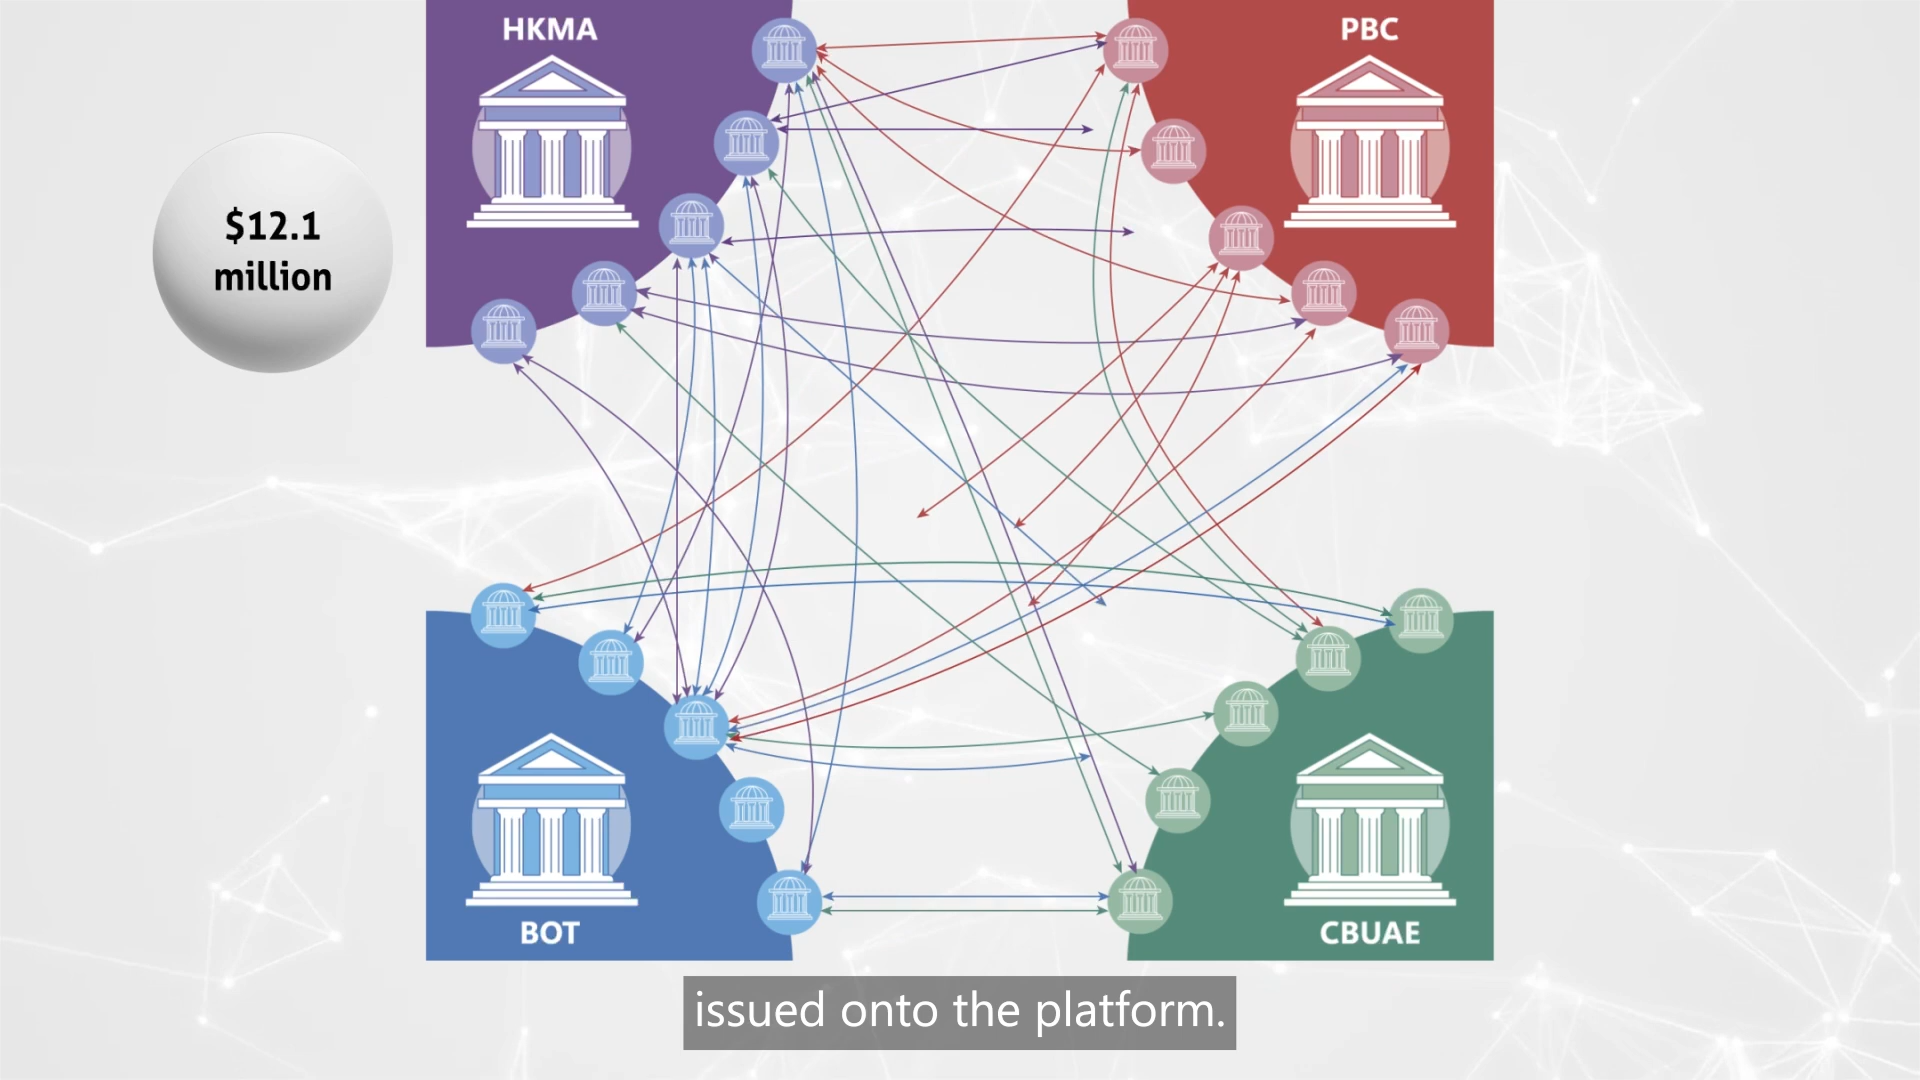 HKMA
PBC
$12.1
million
BOT
CBUAE
issued onto the platform.